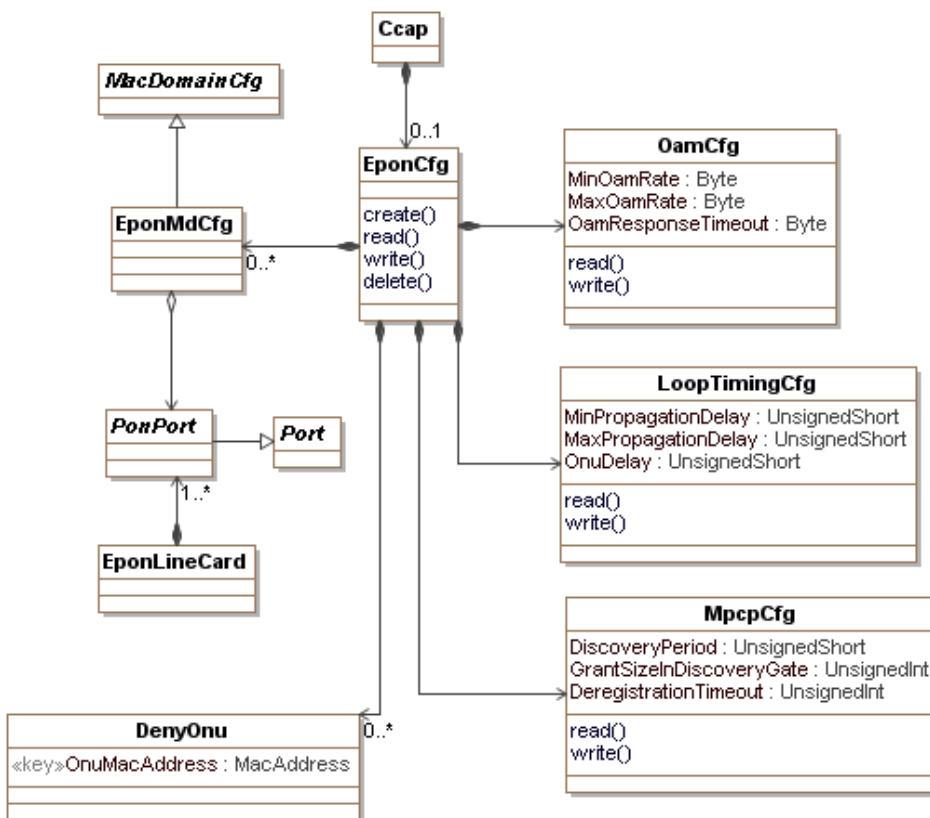 Ccap
MacDomainCfg
0..1
EponCfg
create()
read()
write()
delete()
OamCfg
MinOamRate : Byte
MaxOamRate : Byte
OamResponseTimeout : Byte
read()
write()
EponMdCfg
0..*
LoopTimingCfg
MinPropagationDelay : UnsignedShort
MaxPropagationDelay : UnsignedShort
OnuDelay : UnsignedShort
read()
write()
PonPort
Port
1..*
EponLineCard
MpcpCfg
DiscoveryPeriod : UnsignedShort
GrantSizeInDiscoveryGate : UnsignedInt
DeregistrationTimeout : UnsignedInt
read()
write()
0..*
DenyOnu
«key»OnuMacAddress : MacAddress